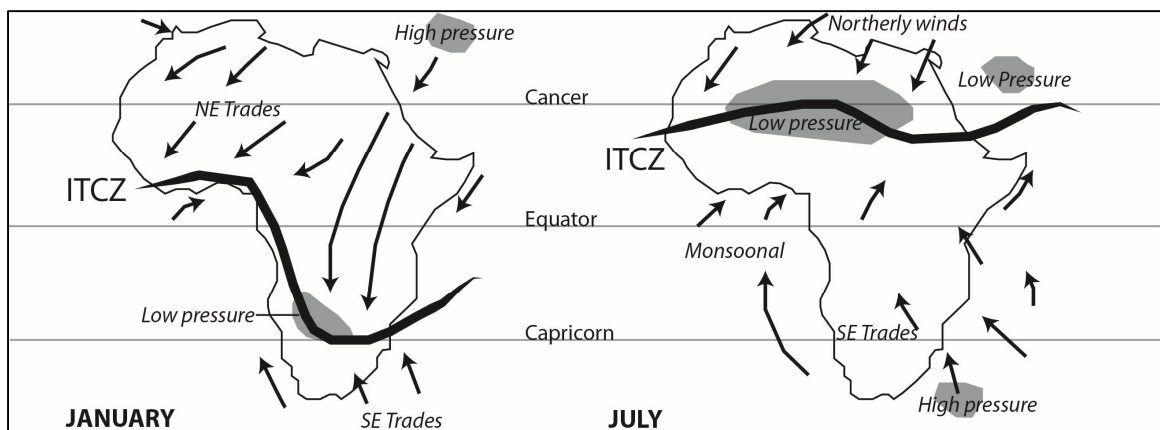 High pressure
NE Trades
ITCZ
Low pressure
SE Trades
JANUARY
Cancer
Equator
Capricorn
Northerly winds
Low Pressure
Low pressure
ITCZ
Monsoonal
SE Trades
High pressure
JULY